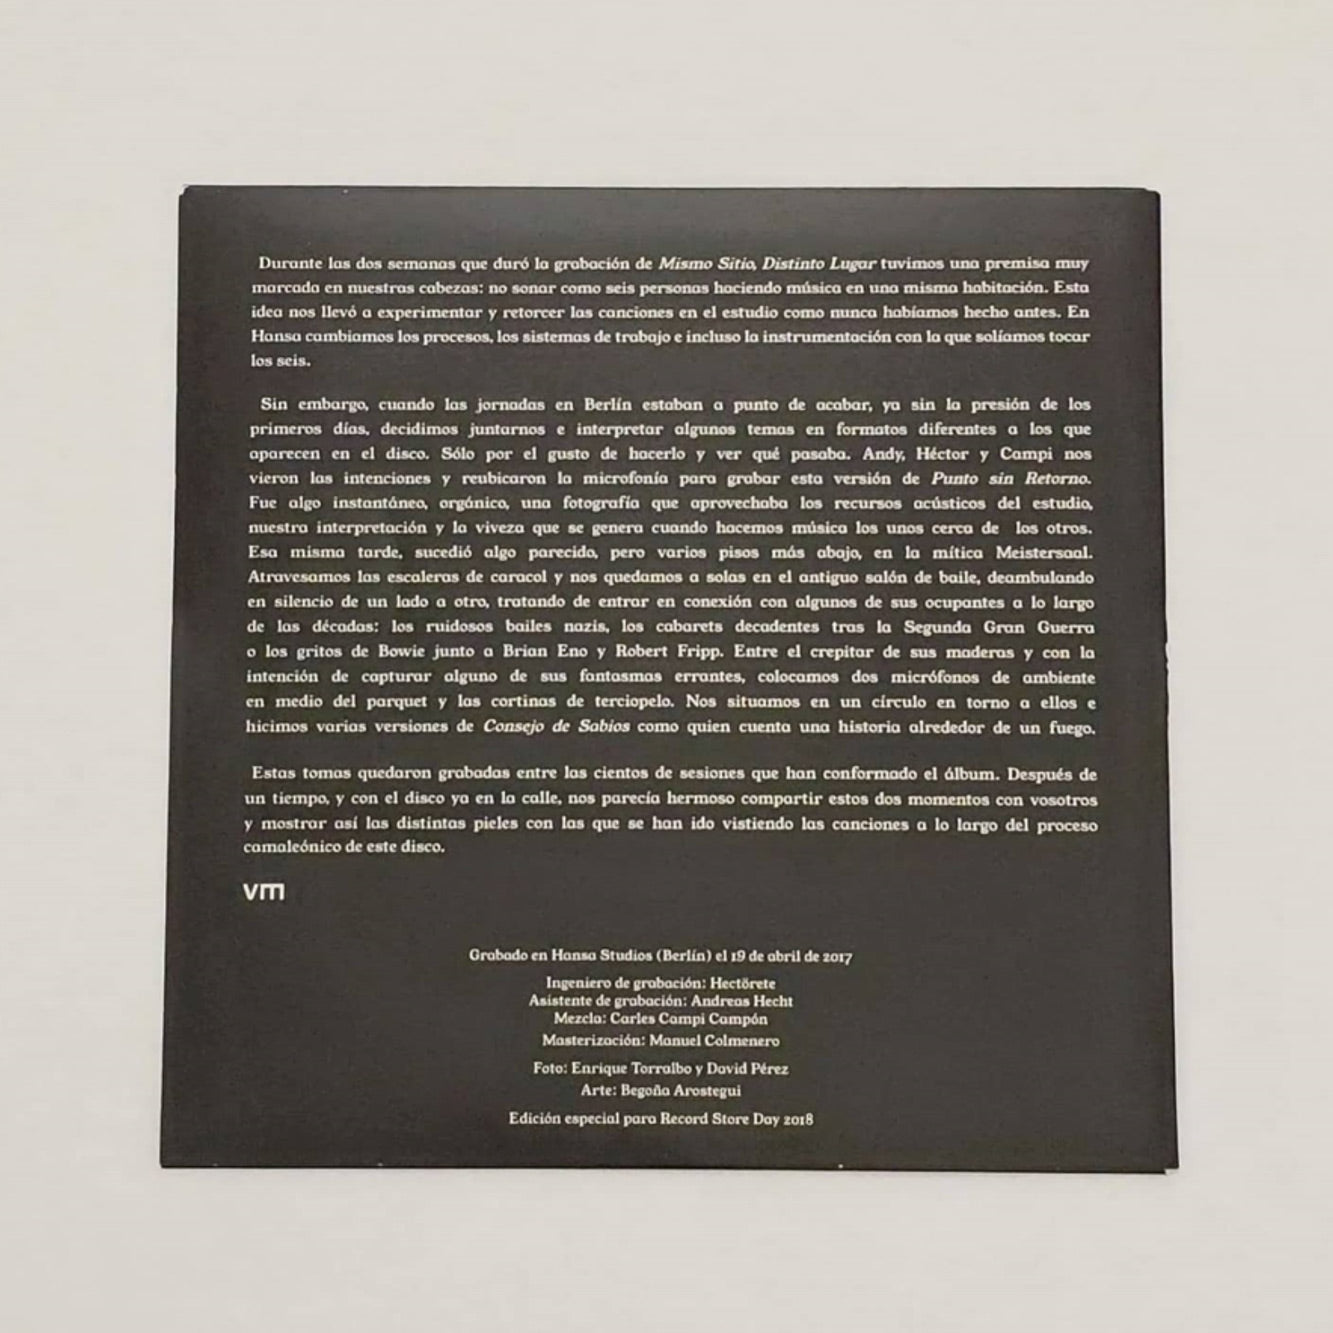 Durante las dos semanas que duró la grabación de Mismo Sitio, Distinto Lugar tuvimos una premisa muy
marcada en nuestras cabezas: no sonar como seis personas haciendo música en una misma habitación. Esta
idea nos llevó a experimentar y retorcer las canciones en el estudio como nunca habíamos hecho antes. En
Hansa cambiamos los procesos, los sistemas de trabajo e incluso la instrumentación con la que solíamos tocar
los seis.
Sin embargo, cuando las jornadas en Berlín estaban a punto de acabar, ya sin la presión de los
primeros días, decidimos juntarnos e interpretar algunos temas en formatos diferentes a los que
aparecen en el disco. Sólo por el gusto de hacerlo y ver qué pasaba. Andy, Héctor y Campi nos
vieron las intenciones y reubicaron la microfonía para grabar esta versión de Punto sin Retorno.
Fue algo instantáneo, orgánico, una fotografía que aprovechaba los recursos acústicos del estudio,
nuestra interpretación y la viveza que se genera cuando hacemos música los unos cerca de los otros.
Esa misma tarde, sucedió algo parecido, pero varios pisos más abajo, en la mítica Meistersaal.
Atravesamos las escaleras de caracol y nos quedamos a solas en el antiguo salón de baile, deambulando
en silencio de un lado a otro, tratando de entrar en conexión con algunos de sus ocupantes a lo largo
de las décadas: los ruidosos bailes nazis, los cabarets decadentes tras la Segunda Gran Guerra
o los gritos de Bowie junto a Brian Eno y Robert Fripp. Entre el crepitar de sus maderas y con la
intención de capturar alguno de sus fantasmas errantes, colocamos dos micrófonos de ambiente
en medio del parquet y las cortinas de terciopelo. Nos situamos en un círculo en torno a ellos e
hicimos varias versiones de Consejo de Sabios como quien cuenta una historia alrededor de un fuego.
Estas tomas quedaron grabadas entre las cientos de sesiones que han conformado el álbum. Después de
un tiempo, y con el disco ya en la calle, nos parecía hermoso compartir estos dos momentos con vosotros
y mostrar así las distintas pieles con las que se han ido vistiendo las canciones a lo largo del proceso
camaleónico de este disco.
vm
Grabado en Hansa Studios (Berlín) el 19 de abril de 2017
Ingeniero de grabación: Hectörete
Asistente de grabación: Andreas Hecht
Mezcla: Carles Campi Campón
Masterización: Manuel Colmenero
Foto: Enrique Torralbo y David Pérez
Arte: Begoña Arostegui
Edición especial para Record Store Day 2018